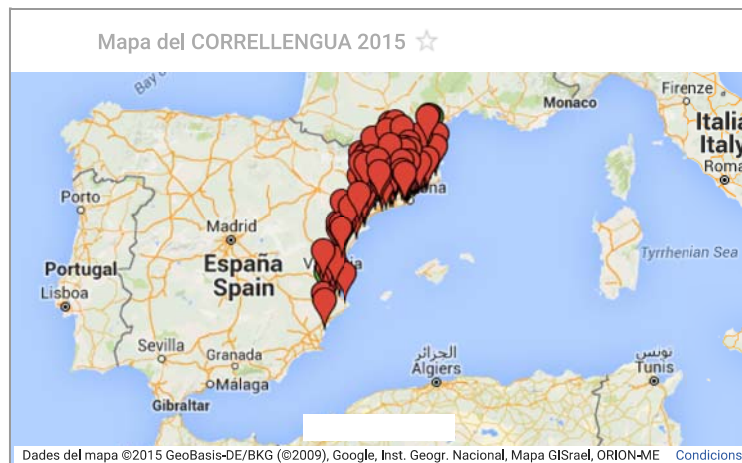 Mapa del CORRELLENGUA 2015
Bay
Monaco
Firenze
Italia
Italy
Roma
Porto
Madrid
España
Spain
Portugal
Lisboa
Tyrrhenian Sea
Sevilla
Granada
Málaga
Gibraltar
الجزائر
Algiers
تونس
Tunis
Dades del mapa ©2015 GeoBasis-DE/BKG (©2009), Google, Inst. Geogr. Nacional, Mapa GISrael, ORION-ME Condicions